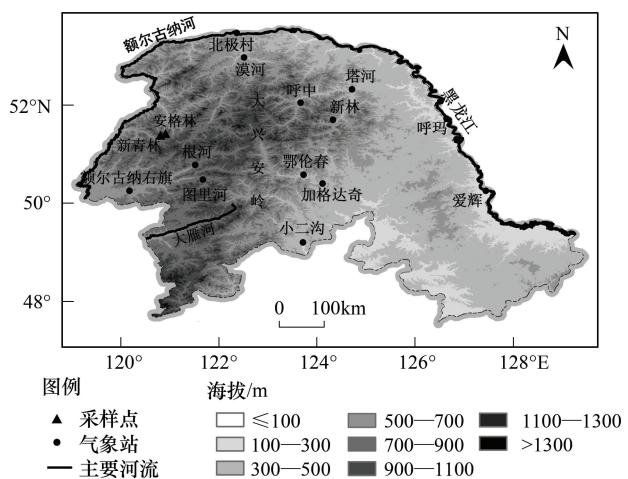 额尔古纳河
N
北极村
漠河
塔河
呼中
52°N
大兴安岭
新林
黑龙江
安格林
呼玛
新青林
根河
鄂伦春
额尔古纳右旗
图里河
加格达奇
50°
爱辉
大雁河
小二沟
48°
0 100km
120° 122° 124° 126° 128°E
图例
海拔/m
采样点
≤100
500—700
1100—1300
气象站
100—300
700—900
>1300
主要河流
300—500
900—1100